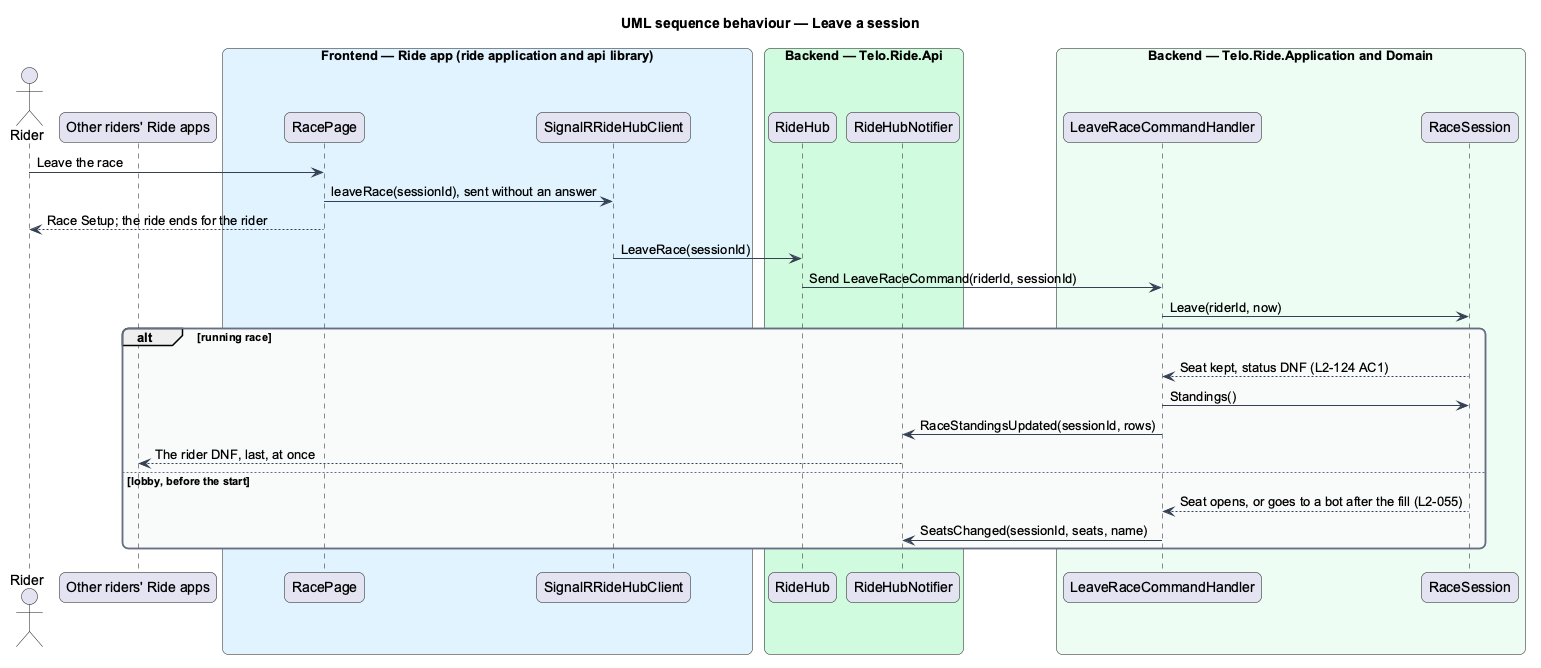 UML sequence behaviour — Leave a session
Frontend — Ride app (ride application and api library)
Backend — Telo.Ride.Api
Backend — Telo.Ride.Application and Domain
Rider
Other riders' Ride apps
RacePage
SignalRRideHubClient
RideHub
RideHubNotifier
LeaveRaceCommandHandler
RaceSession
Leave the race
leaveRace(sessionId), sent without an answer
Race Setup; the ride ends for the rider
LeaveRace(sessionId)
Send LeaveRaceCommand(riderId, sessionId)
Leave(riderId, now)
alt
[running race]
Seat kept, status DNF (L2-124 AC1)
Standings()
RaceStandingsUpdated(sessionId, rows)
The rider DNF, last, at once
[lobby, before the start]
Seat opens, or goes to a bot after the fill (L2-055)
SeatsChanged(sessionId, seats, name)
Rider
Other riders' Ride apps
RacePage
SignalRRideHubClient
RideHub
RideHubNotifier
LeaveRaceCommandHandler
RaceSession